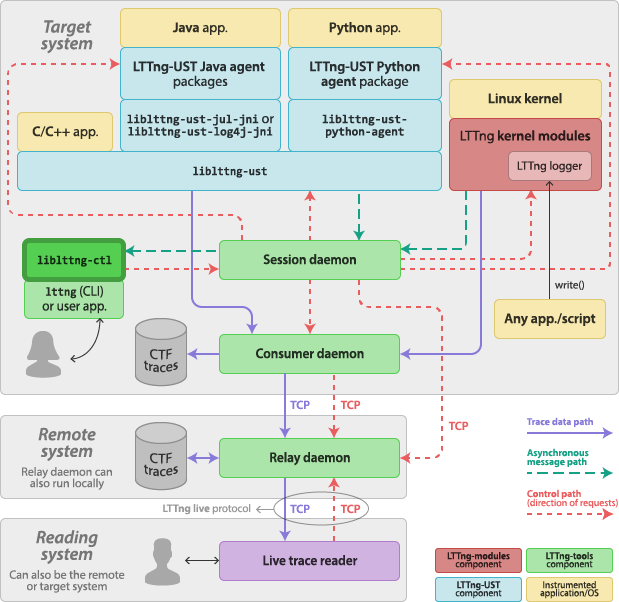 Target
system
Java app.
Python app.
LTTng-UST Java agent
packages
LTTng-UST Python
agent package
Linux kernel
C/C++ app.
liblttng-ust-jul-jni or
liblttng-ust-log4j-jni
liblttng-ust-
python-agent
LTTng kernel modules
LTTng logger
liblttng-ust
liblttng-ctl
Session daemon
lttng (CLI)
or user app.
write()
Any app./script
CTF
traces
Consumer daemon
TCP
TCP
TCP
Remote
system
Relay daemon can
also run locally
CTF
traces
Relay daemon
Trace data path
Asynchronous
message path
Control path
(direction of requests)
LTTng live protocol
TCP
TCP
Reading
system
Can also be the remote
or target system
Live trace reader
LTTng-modules
component
LTTng-tools
component
LTTng-UST
component
Instrumented
application/OS